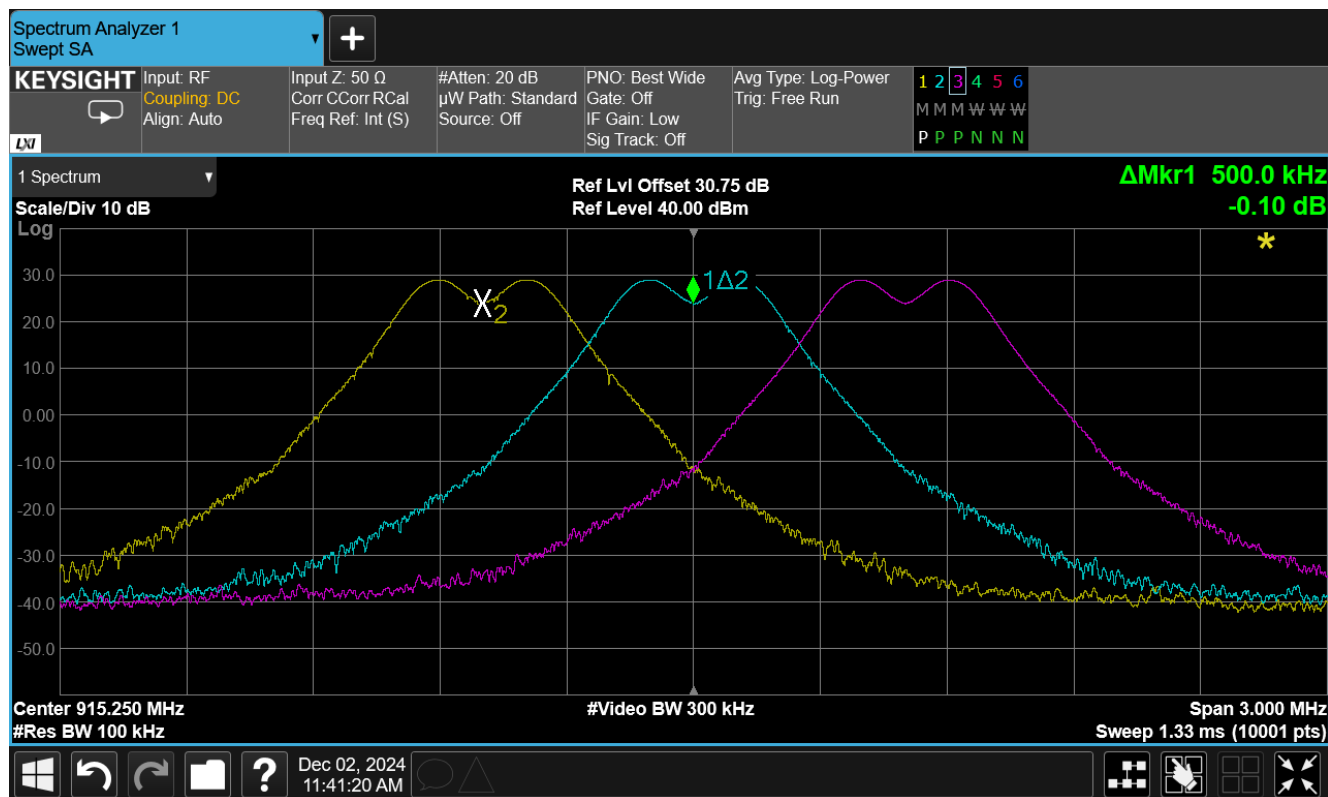 Spectrum Analyzer 1
Swept SA
+
KEYSIGHT
LXI
Input: RF
Coupling: DC
Align: Auto
Input Z: 50 Ω
Corr CCorr RCal
Freq Ref: Int (S)
#Atten: 20 dB
µW Path: Standard
Source: Off
PNO: Best Wide
Gate: Off
IF Gain: Low
Sig Track: Off
Avg Type: Log-Power
Trig: Free Run
1 2 3 4 5 6
M M M W W W
P P P N N N
1 Spectrum
Scale/Div 10 dB
Log
Ref Lvl Offset 30.75 dB
Ref Level 40.00 dBm
ΔMkr1 500.0 kHz
-0.10 dB
*
30.0
20.0
10.0
0.00
-10.0
-20.0
-30.0
-40.0
-50.0
X2
1Δ2
Center 915.250 MHz
#Res BW 100 kHz
#Video BW 300 kHz
Span 3.000 MHz
Sweep 1.33 ms (10001 pts)
?
Dec 02, 2024
11:41:20 AM